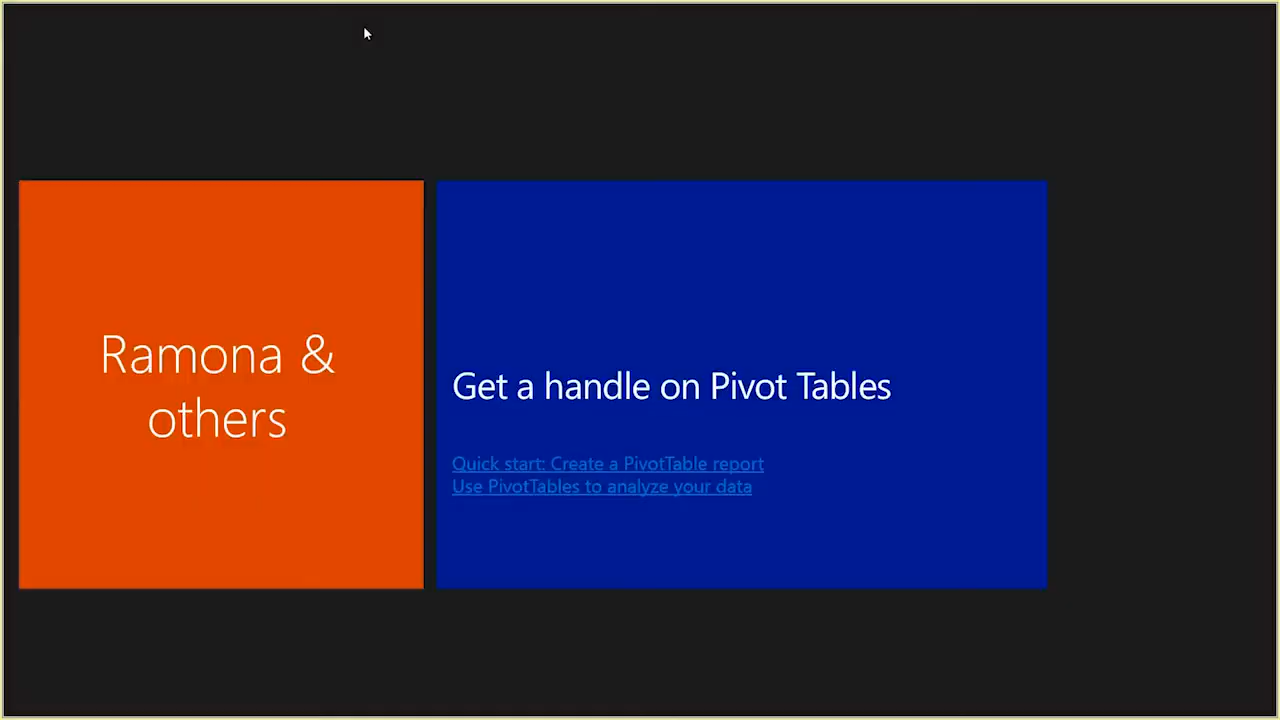 Ramona &
others
Get a handle on Pivot Tables
Quick start: Create a PivotTable report
Use PivotTables to analyze your data